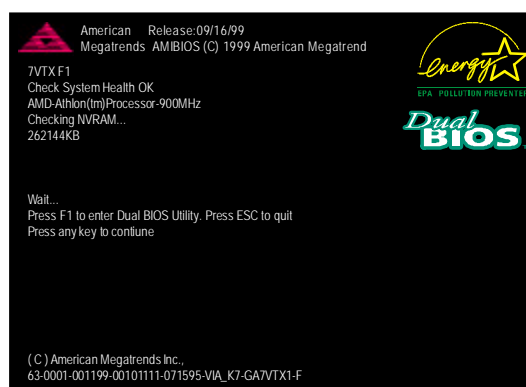 American Release:09/16/99
Megatrends AMIBIOS (C) 1999 American Megatrend
energy
EPA POLLUTION PREVENTER
Dual
BIOS
7VTX F1
Check System Health OK
AMD-Athlon(tm)Processor-900MHz
Checking NVRAM...
262144KB
Wait...
Press F1 to enter Dual BIOS Utility. Press ESC to quit
Press any key to contiune
( C ) American Megatrends Inc.,
63-0001-001199-00101111-071595-VIA_K7-GA7VTX1-F